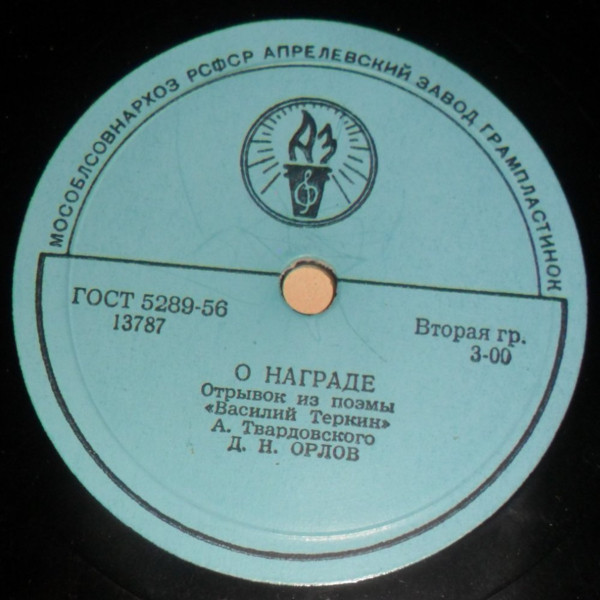 МОСОБЛСОВНАРХОЗ РСФСР АПРЕЛЕВСКИЙ ЗАВОД ГРАМПЛАСТИНОК
АЗ
ГОСТ 5289-56
13787
Вторая гр.
3-00
О НАГРАДЕ
Отрывок из поэмы
«Василий Теркин»
А. Твардовского
Д. Н. ОРЛОВ